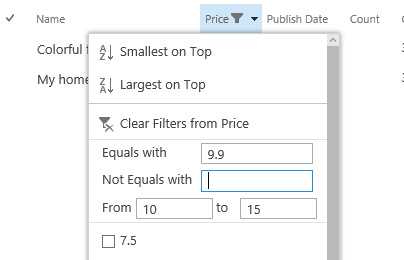 Name Price Publish Date Count
Colorful
Smallest on Top
My home
Largest on Top
Clear Filters from Price
Equals with 9.9
Not Equals with
From 10 to 15
7.5